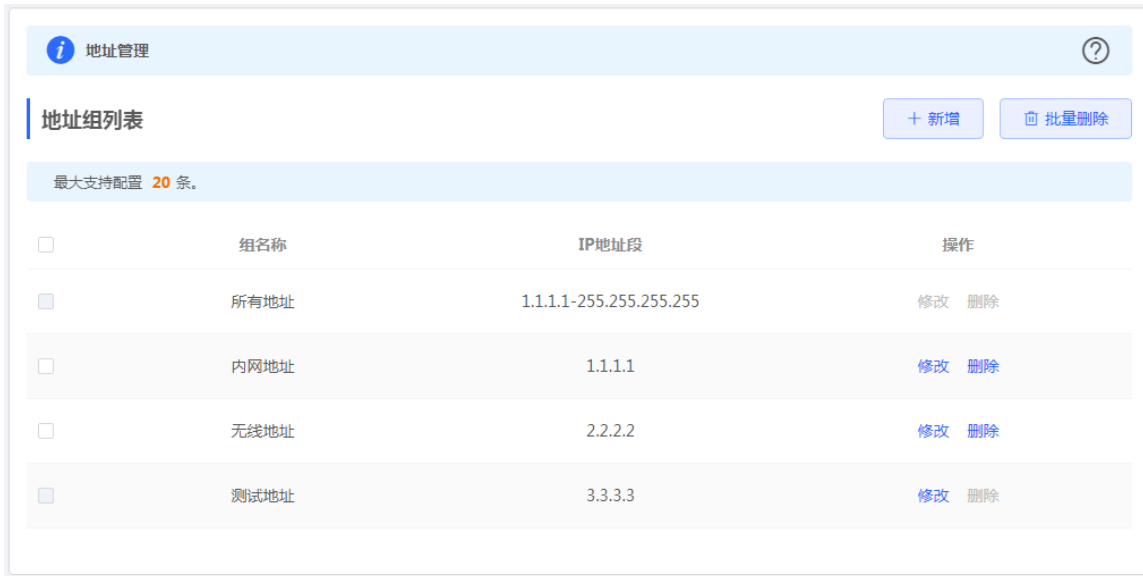 地址管理
地址组列表
+ 新增
批量删除
最大支持配置 20 条。
组名称 IP地址段 操作
所有地址 1.1.1.1-255.255.255.255 修改 删除
内网地址 1.1.1.1 修改 删除
无线地址 2.2.2.2 修改 删除
测试地址 3.3.3.3 修改 删除